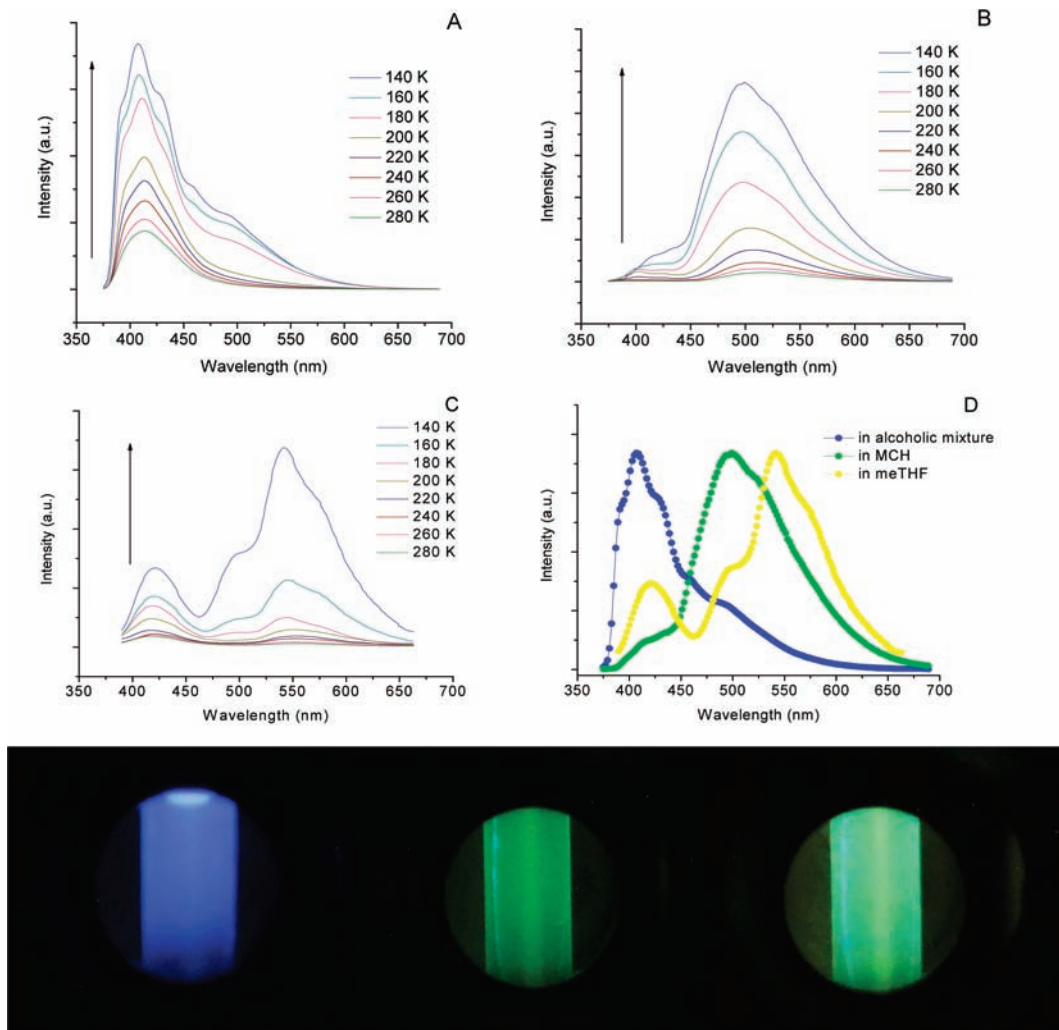 A
Intensity (a.u.)
140 K
160 K
180 K
200 K
220 K
240 K
260 K
280 K
350 400 450 500 550 600 650 700
Wavelength (nm)
B
Intensity (a.u.)
140 K
160 K
180 K
200 K
220 K
240 K
260 K
280 K
350 400 450 500 550 600 650 700
Wavelength (nm)
C
Intensity (a.u.)
140 K
160 K
180 K
200 K
220 K
240 K
260 K
280 K
350 400 450 500 550 600 650 700
Wavelength (nm)
D
Intensity (a.u.)
in alcoholic mixture
in MCH
in meTHF
350 400 450 500 550 600 650 700
Wavelength (nm)